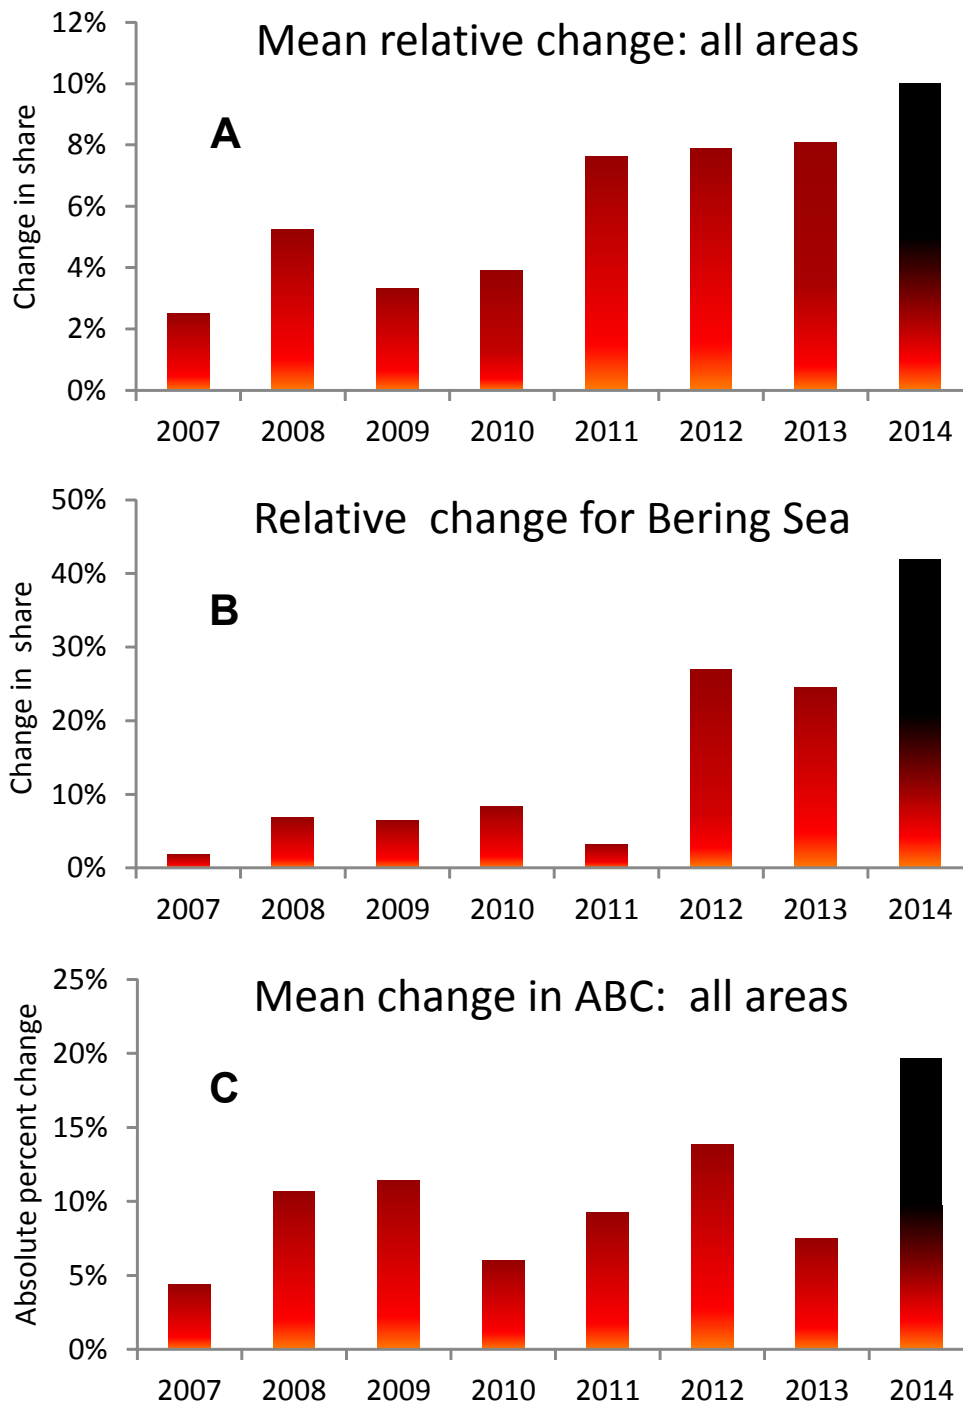 Mean relative change: all areas
A
Change in share
12%
10%
8%
6%
4%
2%
0%
2007 2008 2009 2010 2011 2012 2013 2014
Relative change for Bering Sea
B
Change in share
50%
40%
30%
20%
10%
0%
2007 2008 2009 2010 2011 2012 2013 2014
Mean change in ABC: all areas
C
Absolute percent change
25%
20%
15%
10%
5%
0%
2007 2008 2009 2010 2011 2012 2013 2014